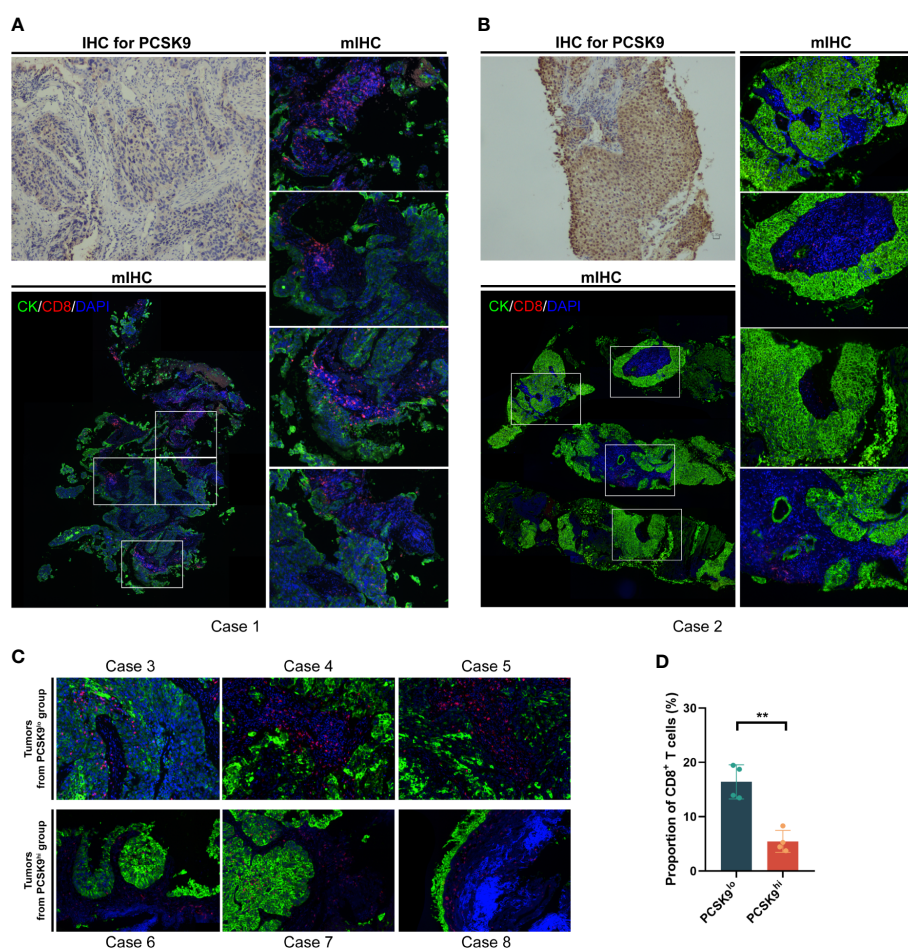 A
IHC for PCSK9
mIHC
mIHC
CK/CD8/DAPI
Case 1
B
IHC for PCSK9
mIHC
mIHC
CK/CD8/DAPI
Case 2
C
Case 3 Case 4 Case 5
Tumors
from PCSK9lo group
Tumors
from PCSK9hi group
Case 6 Case 7 Case 8
D
Proportion of CD8+ T cells (%)
**
30
20
10
0
PCSK9lo
PCSK9hi